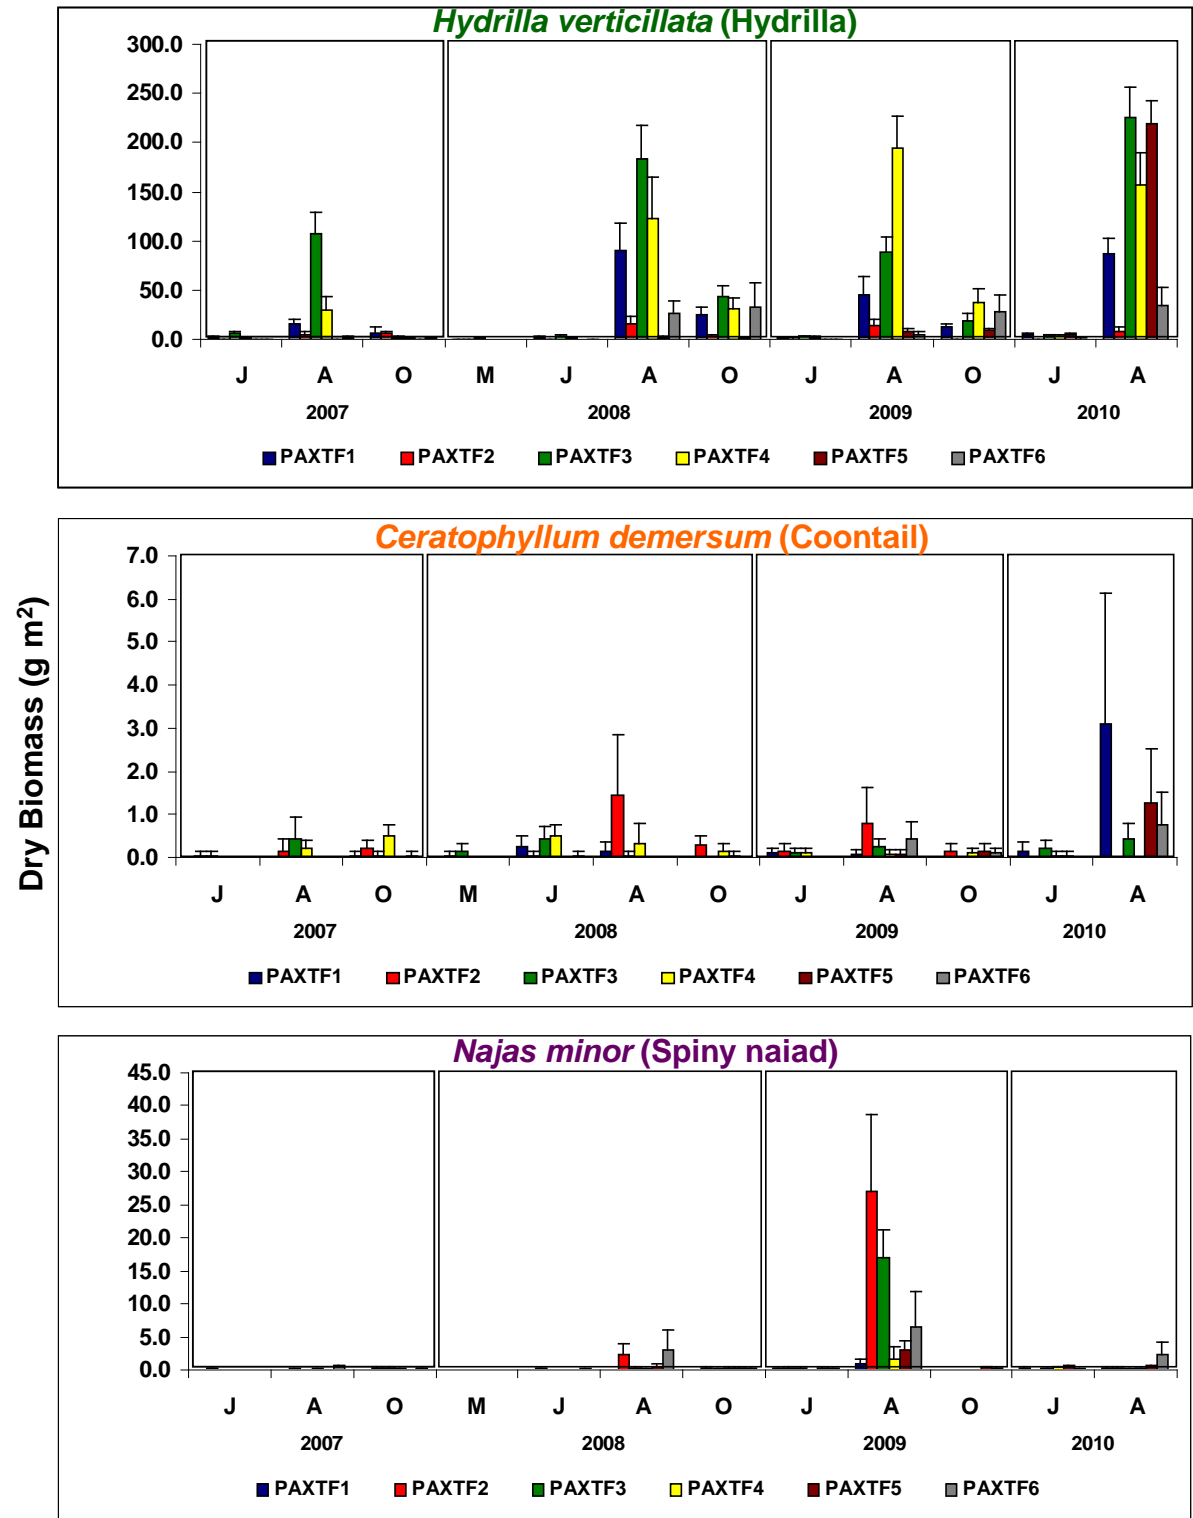 Hydrilla verticillata (Hydrilla)
300.0
250.0
200.0
150.0
100.0
50.0
0.0
J A O M J A O J A O J A
2007 2008 2009 2010
PAXTF1 PAXTF2 PAXTF3 PAXTF4 PAXTF5 PAXTF6
Dry Biomass (g m²)
Ceratophyllum demersum (Coontail)
7.0
6.0
5.0
4.0
3.0
2.0
1.0
0.0
J A O M J A O J A O J A
2007 2008 2009 2010
PAXTF1 PAXTF2 PAXTF3 PAXTF4 PAXTF5 PAXTF6
Najas minor (Spiny naiad)
45.0
40.0
35.0
30.0
25.0
20.0
15.0
10.0
5.0
0.0
J A O M J A O J A O J A
2007 2008 2009 2010
PAXTF1 PAXTF2 PAXTF3 PAXTF4 PAXTF5 PAXTF6